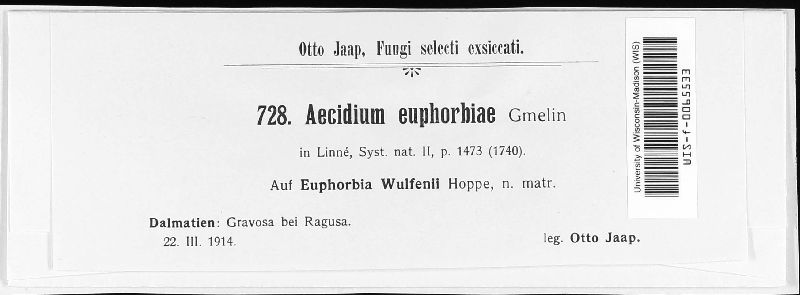 Otto Jaap, Fungi selecti exsiccati.
728. Aecidium euphorbiae Gmelin
in Linné, Syst. nat. II, p. 1473 (1740).
Auf Euphorbia Wulfenii Hoppe, n. matr.
Dalmatien: Gravosa bei Ragusa.
22. III. 1914.
leg. Otto Jaap.
University of Wisconsin-Madison (WIS)
WIS-f-0065533